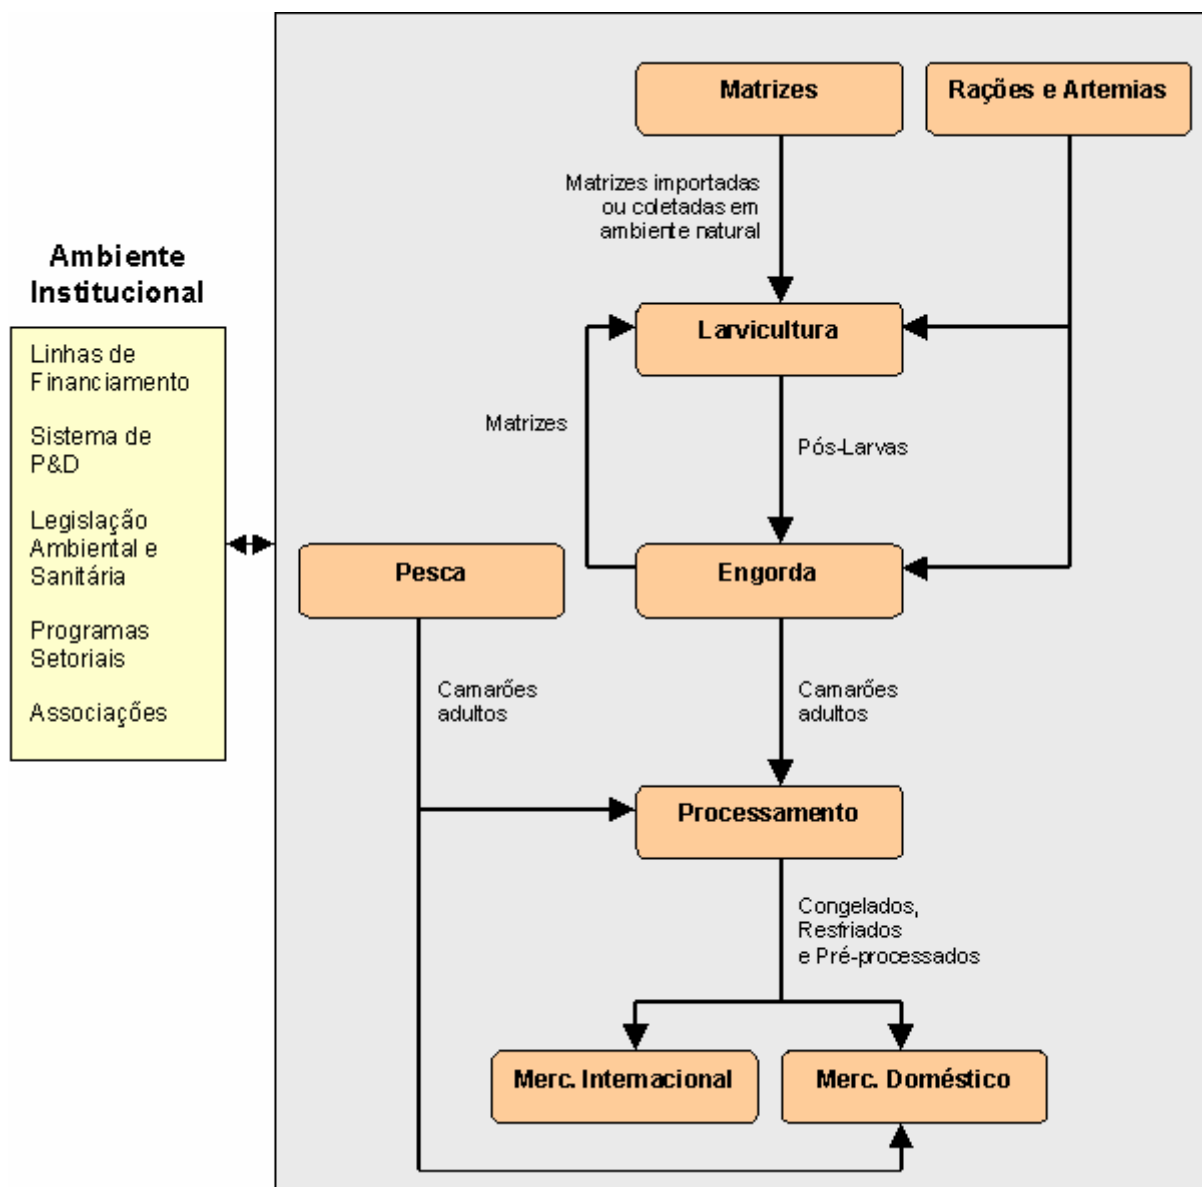 Matrizes
Rações e Artemias
Matrizes importadas
ou coletadas em
ambiente natural
Ambiente
Institucional
Linhas de
Financiamento
Sistema de
P&D
Legislação
Ambiental e
Sanitária
Programas
Setoriais
Associações
Larvicultura
Matrizes
Pós-Larvas
Pesca
Engorda
Camarões
adultos
Camarões
adultos
Processamento
Congelados,
Resfriados
e Pré-processados
Merc. Internacional
Merc. Doméstico